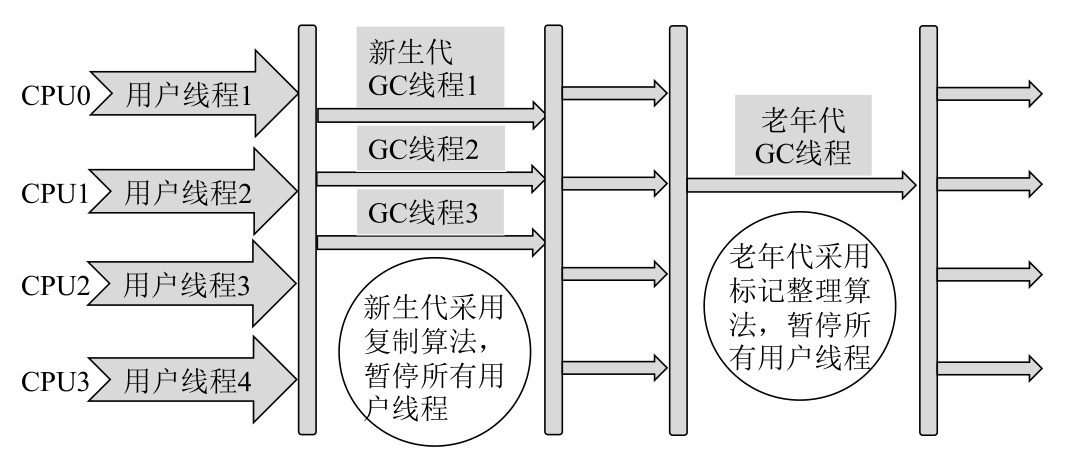 CPU0
用户线程1
CPU1
用户线程2
CPU2
用户线程3
CPU3
用户线程4
新生代
GC线程1
GC线程2
GC线程3
新生代采用
复制算法，
暂停所有用
户线程
老年代
GC线程
老年代采用
标记整理算
法，暂停所
有用户线程